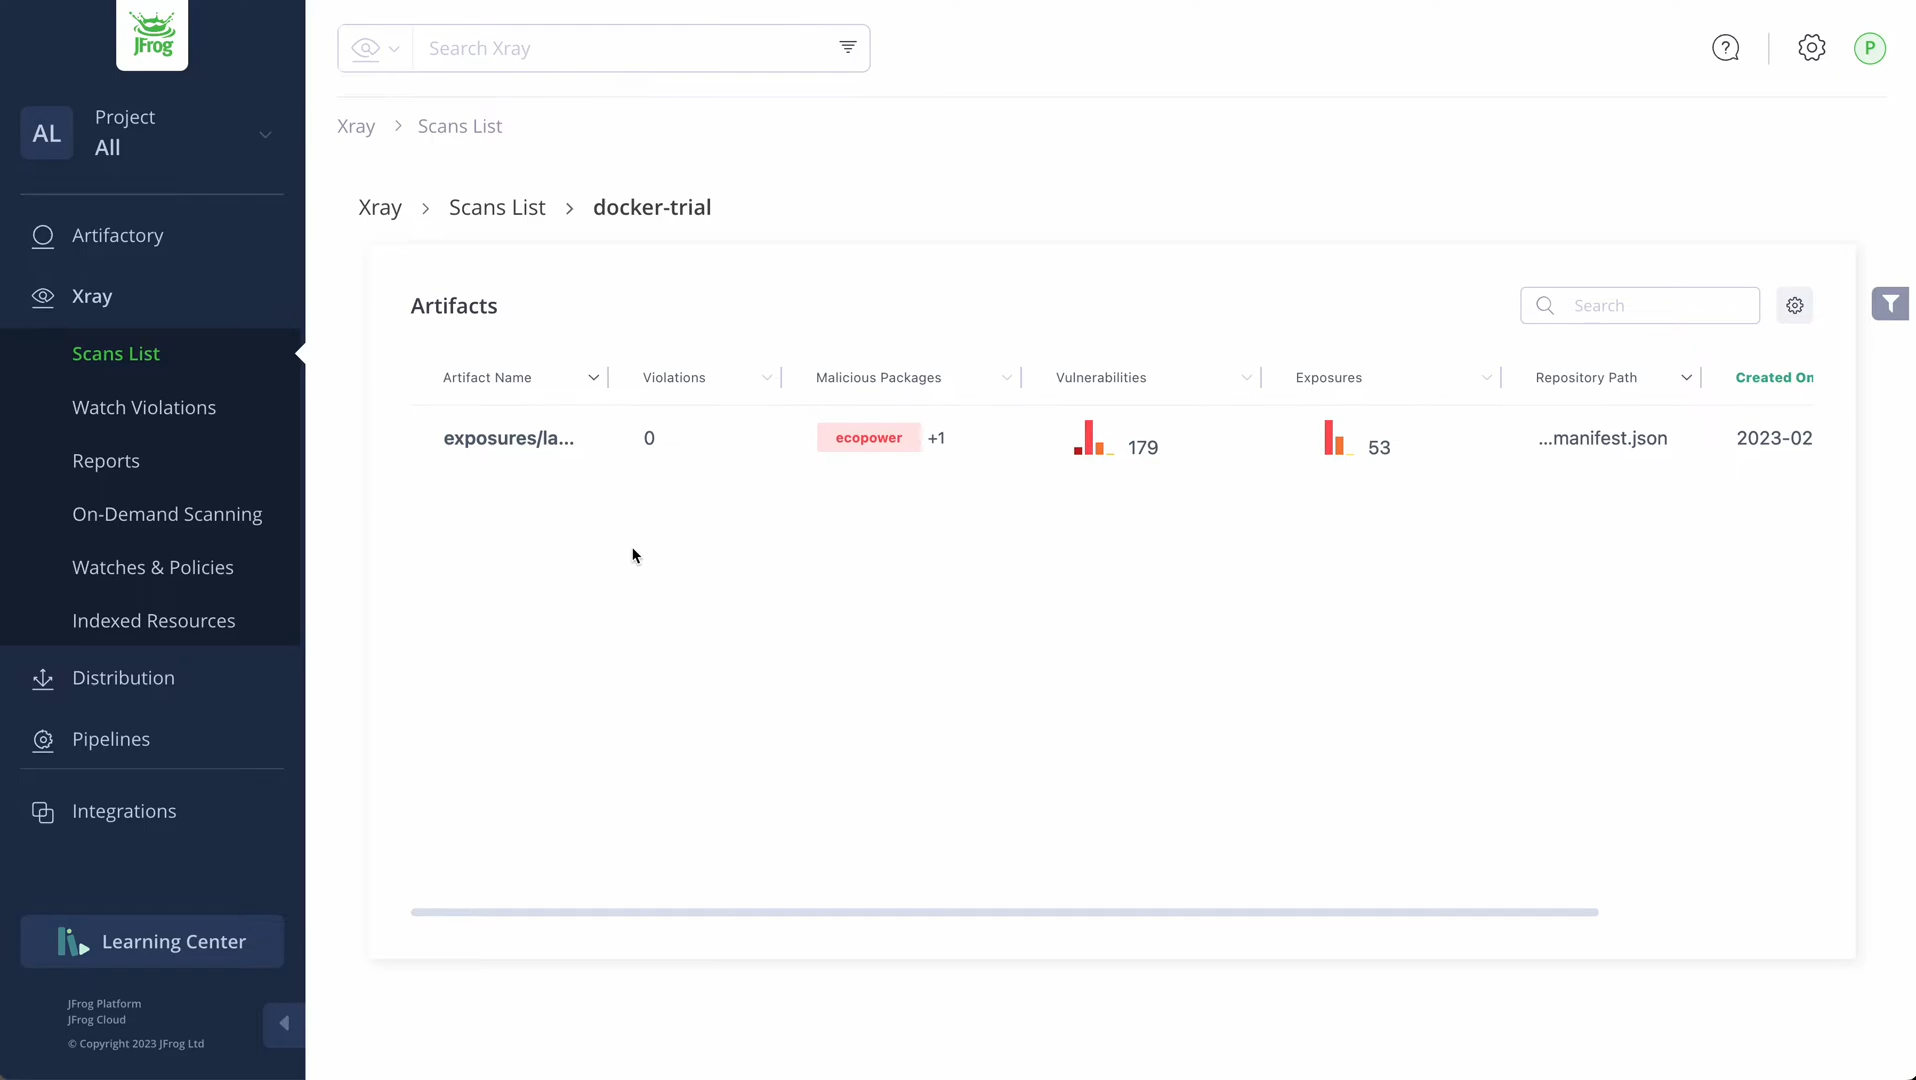 JFrog
Search Xray
P
AL
Project
All
Xray > Scans List
Xray > Scans List > docker-trial
Artifactory
Xray
Scans List
Watch Violations
Reports
On-Demand Scanning
Watches & Policies
Indexed Resources
Distribution
Pipelines
Integrations
Learning Center
JFrog Platform
JFrog Cloud
© Copyright 2023 JFrog Ltd
Artifacts
Search
Artifact Name Violations Malicious Packages Vulnerabilities Exposures Repository Path Created On
exposures/la... 0 ecopower +1 179 53 ...manifest.json 2023-02